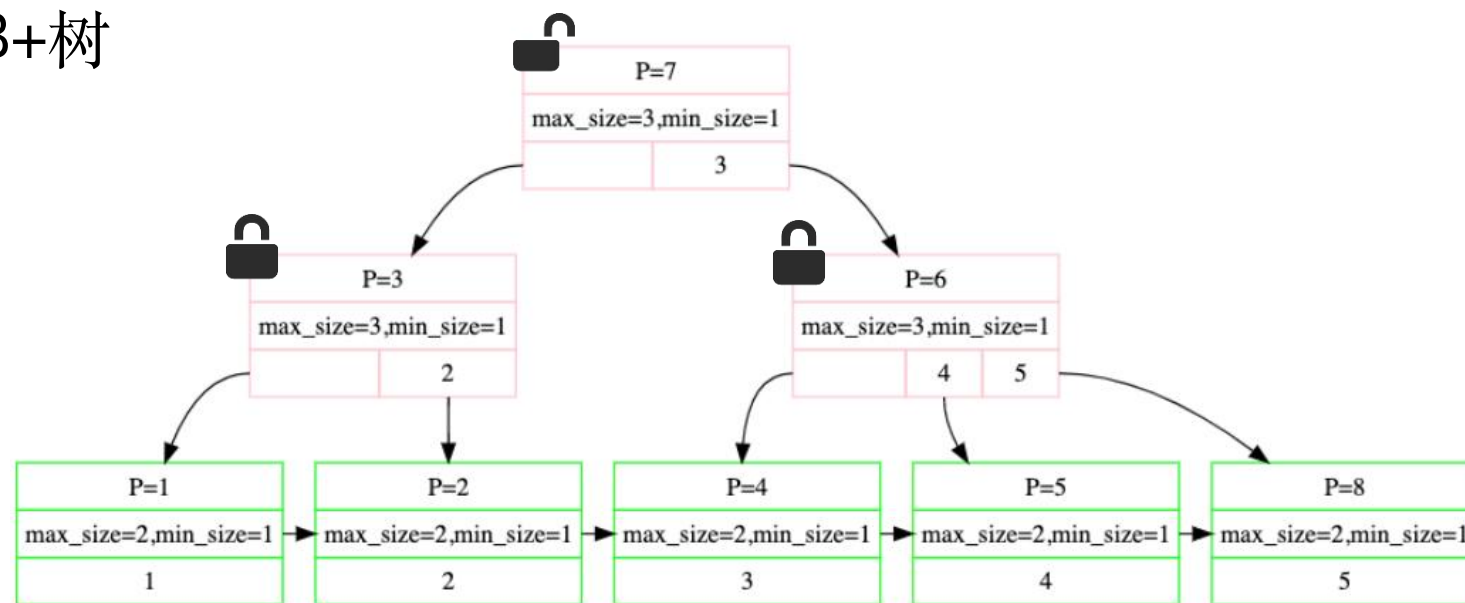 B+树
P=7
max_size=3,min_size=1
3
P=3
max_size=3,min_size=1
2
P=6
max_size=3,min_size=1
4 5
P=1
max_size=2,min_size=1
1
P=2
max_size=2,min_size=1
2
P=4
max_size=2,min_size=1
3
P=5
max_size=2,min_size=1
4
P=8
max_size=2,min_size=1
5